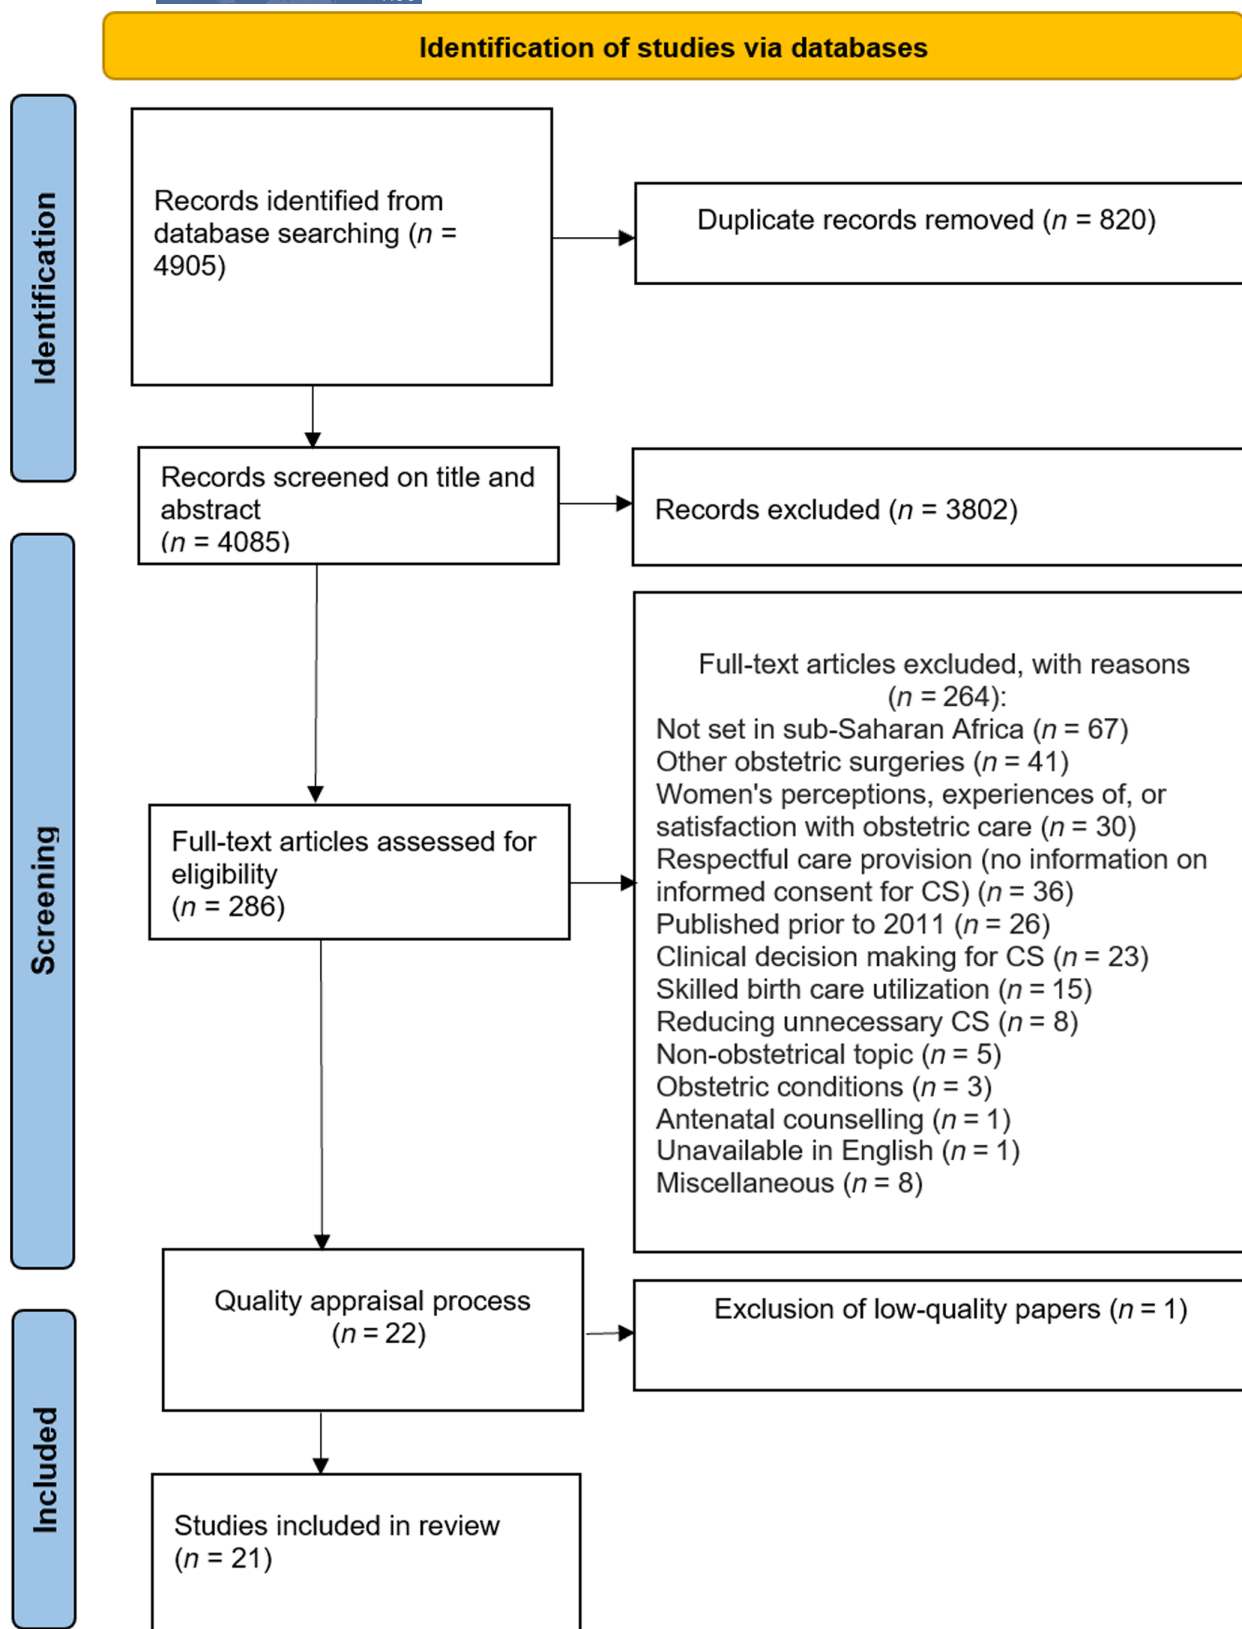 Identification of studies via databases
Identification
Records identified from
database searching (n =
4905)
Duplicate records removed (n = 820)
Records screened on title and
abstract
(n = 4085)
Records excluded (n = 3802)
Screening
Full-text articles assessed for
eligibility
(n = 286)
Full-text articles excluded, with reasons
(n = 264):
Not set in sub-Saharan Africa (n = 67)
Other obstetric surgeries (n = 41)
Women's perceptions, experiences of, or
satisfaction with obstetric care (n = 30)
Respectful care provision (no information on
informed consent for CS) (n = 36)
Published prior to 2011 (n = 26)
Clinical decision making for CS (n = 23)
Skilled birth care utilization (n = 15)
Reducing unnecessary CS (n = 8)
Non-obstetrical topic (n = 5)
Obstetric conditions (n = 3)
Antenatal counselling (n = 1)
Unavailable in English (n = 1)
Miscellaneous (n = 8)
Quality appraisal process
(n = 22)
Exclusion of low-quality papers (n = 1)
Included
Studies included in review
(n = 21)